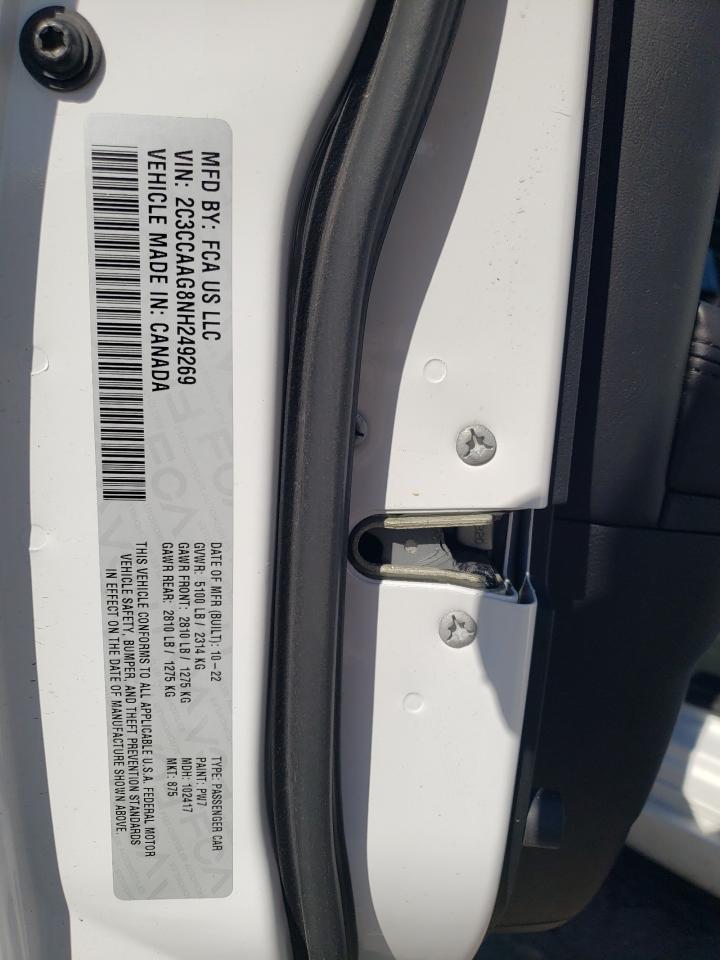 MFD BY: FCA US LLC
VIN: 2C3CCAAG8NH249269
VEHICLE MADE IN: CANADA
DATE OF MFR (BUILT): 10-22
GVWR: 5100 LB / 2314 KG
GAWR FRONT: 2810 LB / 1275 KG
GAWR REAR: 2810 LB / 1275 KG
TYPE: PASSENGER CAR
PAINT: PW7
MDH: 102417
MKT: 875
THIS VEHICLE CONFORMS TO ALL APPLICABLE U.S.A. FEDERAL MOTOR
VEHICLE SAFETY, BUMPER, AND THEFT PREVENTION STANDARDS
IN EFFECT ON THE DATE OF MANUFACTURE SHOWN ABOVE.